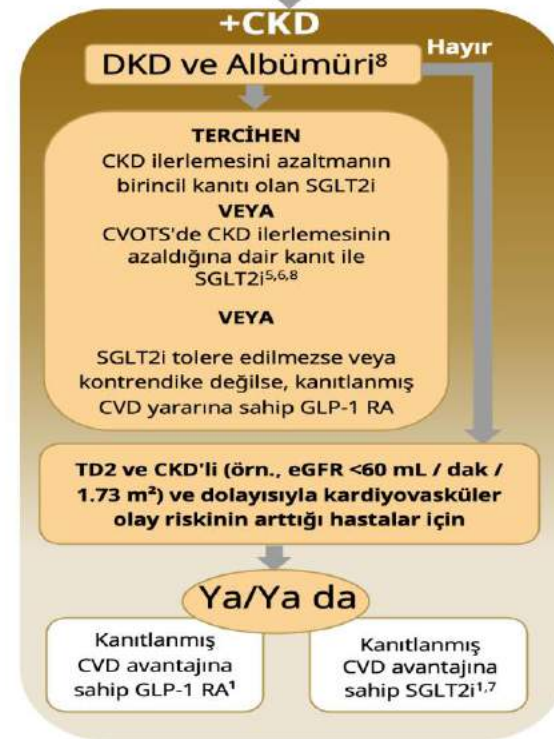 +CKD
DKD ve Albümüri⁸
Hayır
TERCİHEN
CKD ilerlemesini azaltmanın
birincil kanıtı olan SGLT2i
VEYA
CVOTS'de CKD ilerlemesinin
azaldığına dair kanıt ile
SGLT2i⁵,⁶,⁸
VEYA
SGLT2i tolere edilmezse veya
kontrendike değilse, kanıtlanmış
CVD yararına sahip GLP-1 RA
TD2 ve CKD'li (örn., eGFR <60 mL / dak /
1.73 m²) ve dolayısıyla kardiyovasküler
olay riskinin arttığı hastalar için
Ya/Ya da
Kanıtlanmış
CVD avantajına
sahip GLP-1 RA¹
Kanıtlanmış
CVD avantajına
sahip SGLT2i¹,⁷